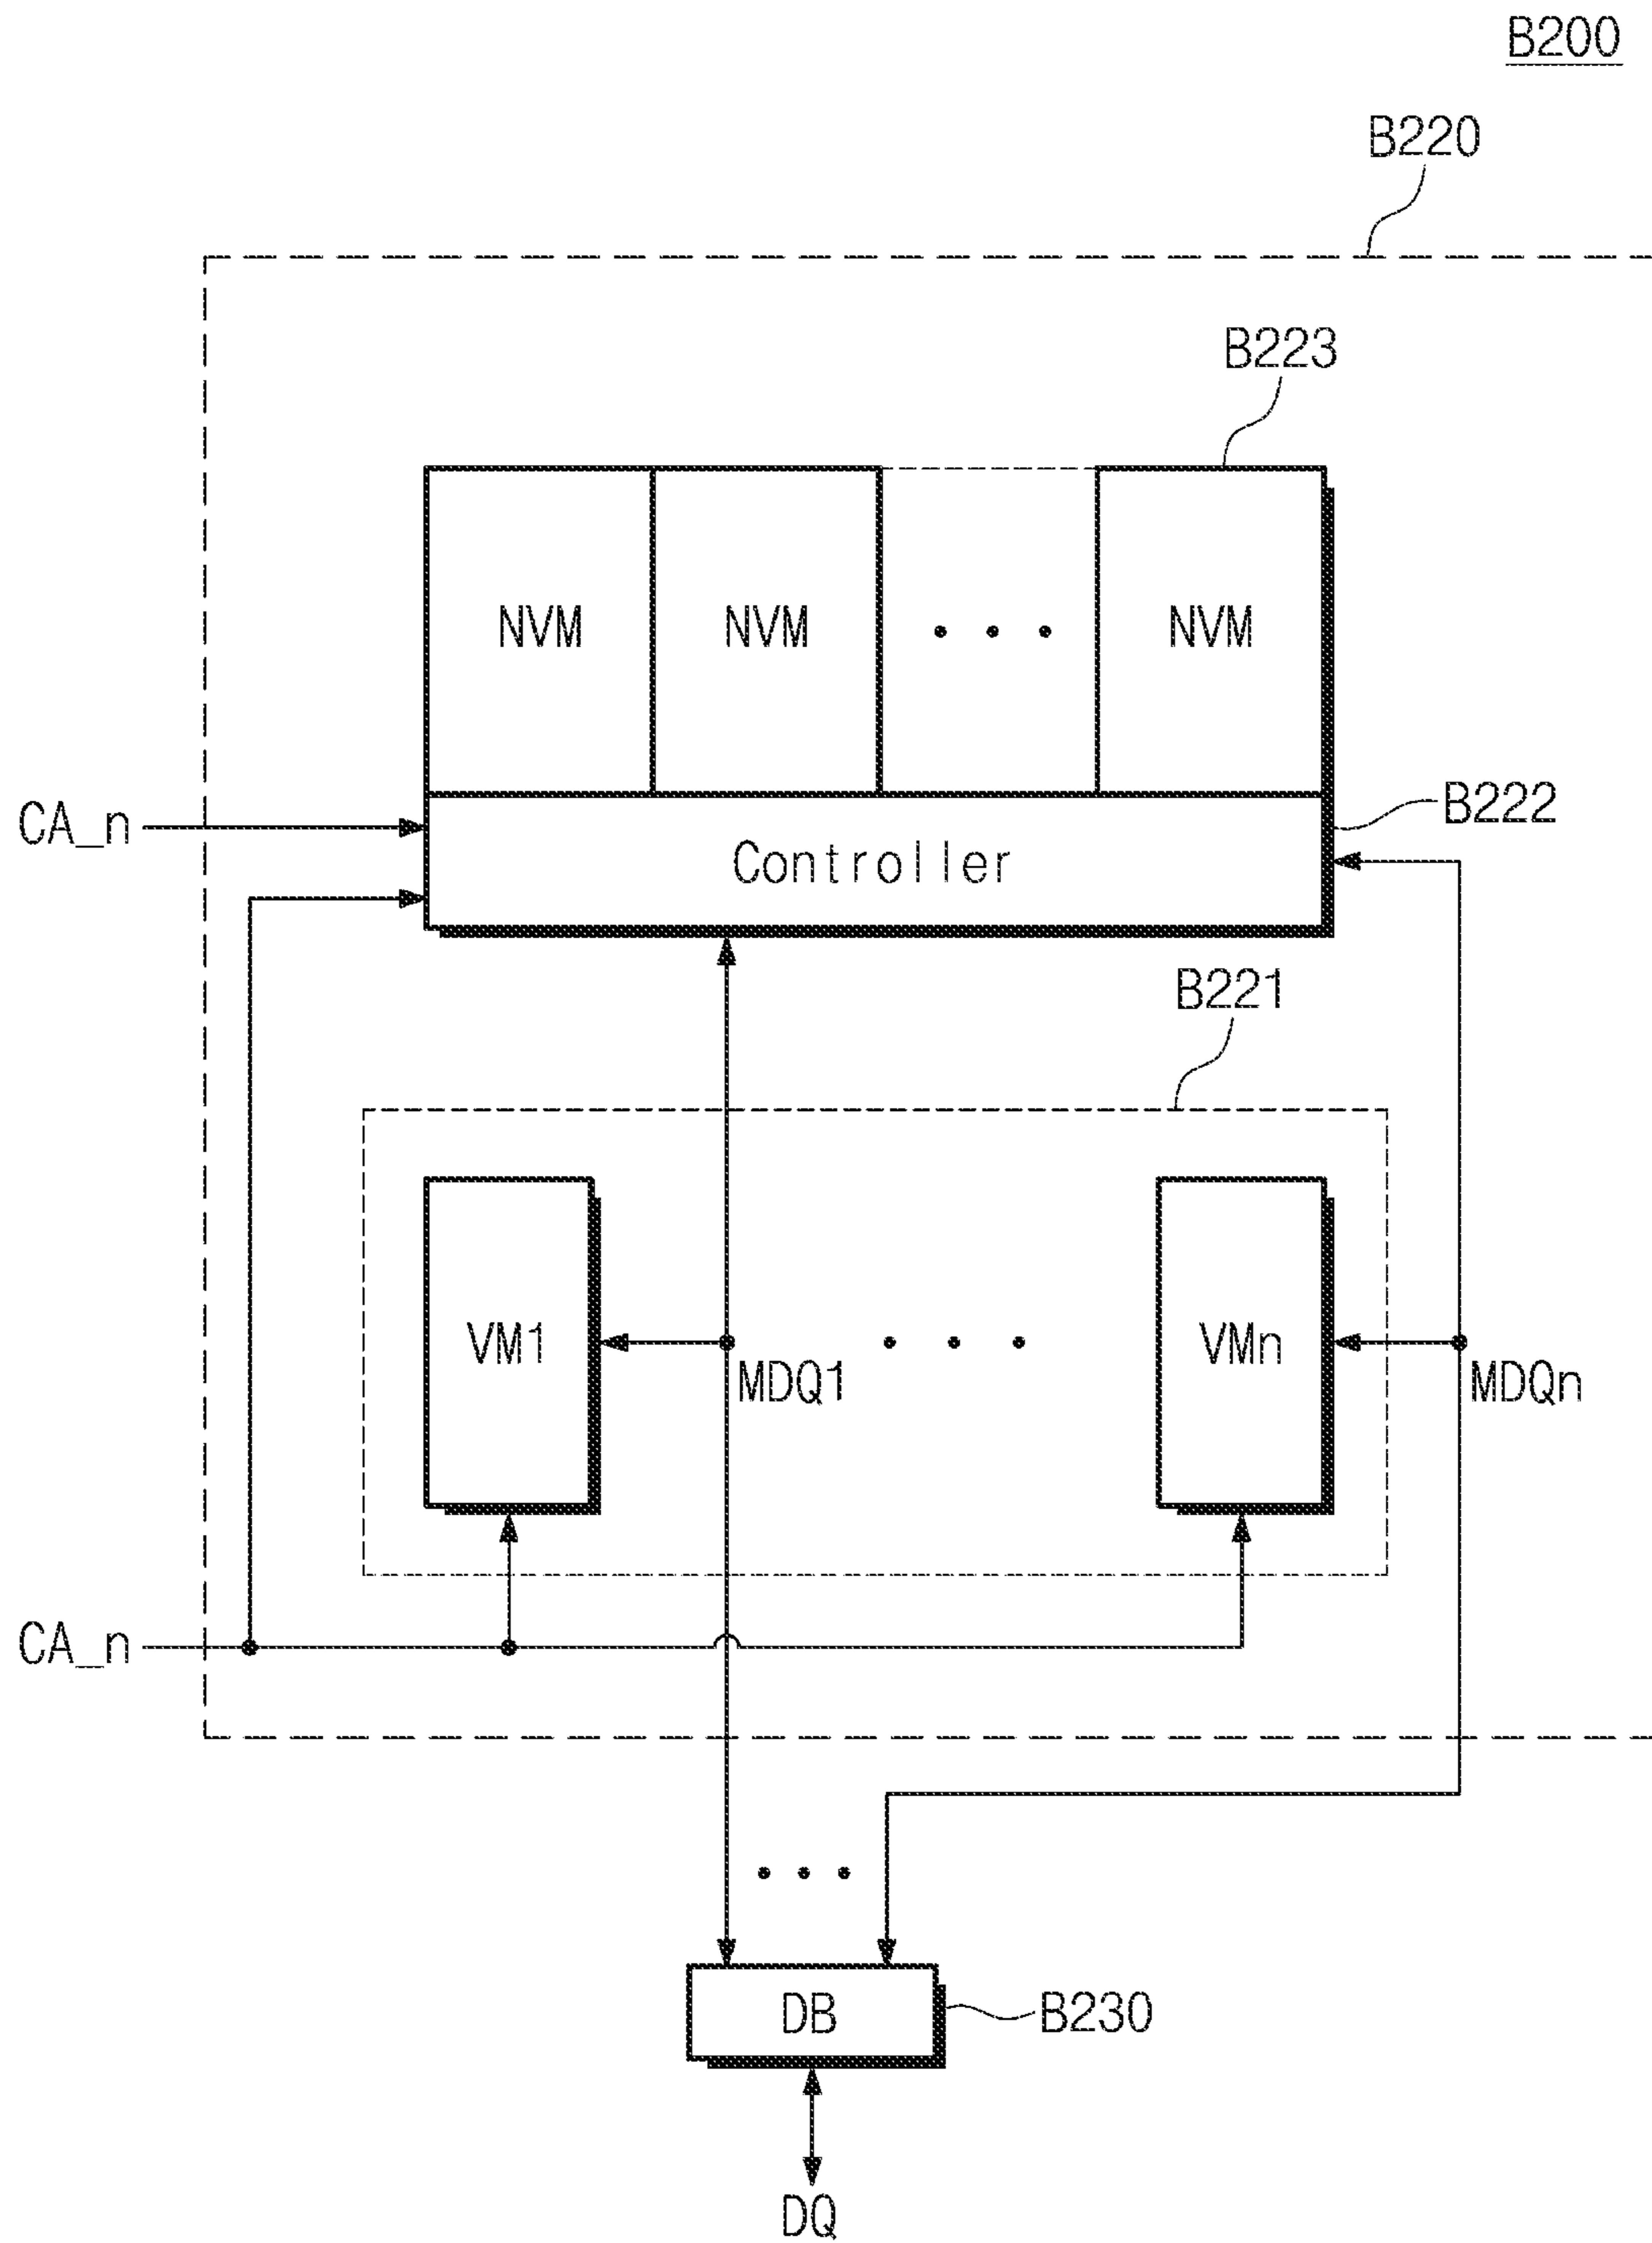 B200
B220
B223
NVM NVM • • • NVM
CA_n
B222
Controller
B221
VM1 • • • VMn
MDQ1 MDQn
CA_n
• • •
DB
B230
DQ